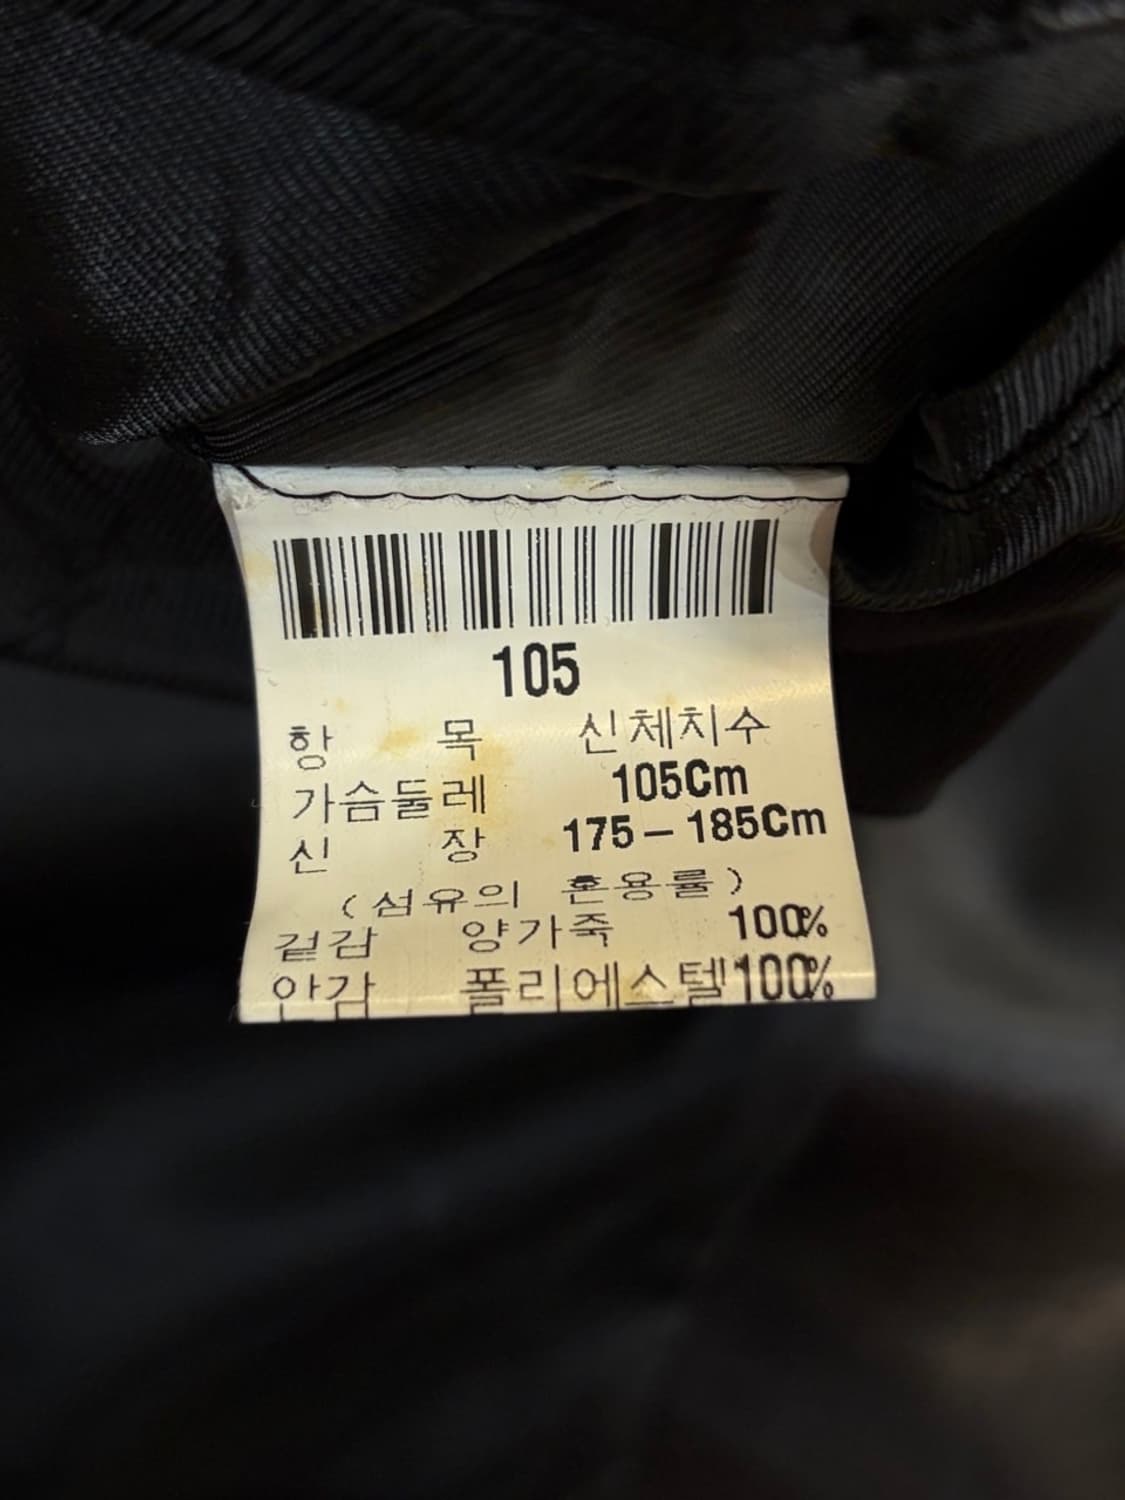 105
항 목 신체치수
가슴둘레 105Cm
신 장 175-185Cm
(섬유의 혼용률)
겉감 양가죽 100%
안감 폴리에스텔100%